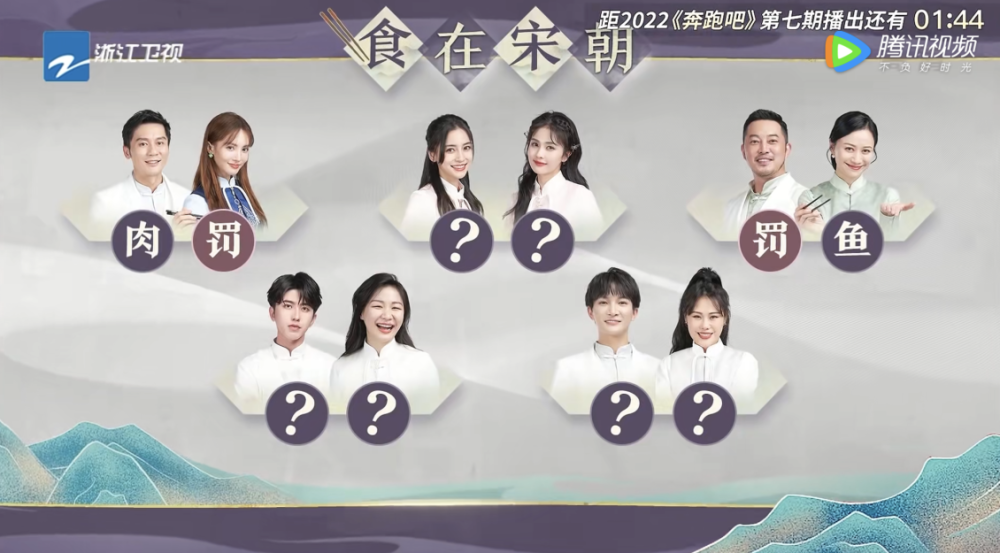 距2022《奔跑吧》第七期播出还有 01:44
浙江卫视
食在宋朝
腾讯视频
不负好时光
肉
罚
?
?
罚
鱼
?
?
?
?